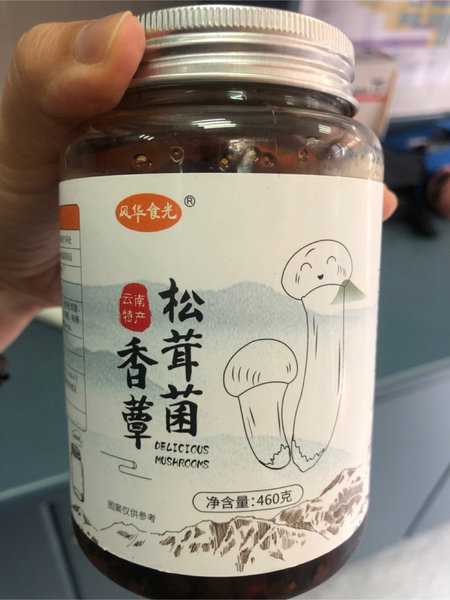 风华食光®
云南
特产
松茸菌
香蕈
DELICIOUS
MUSHROOMS
净含量:460克
图案仅供参考